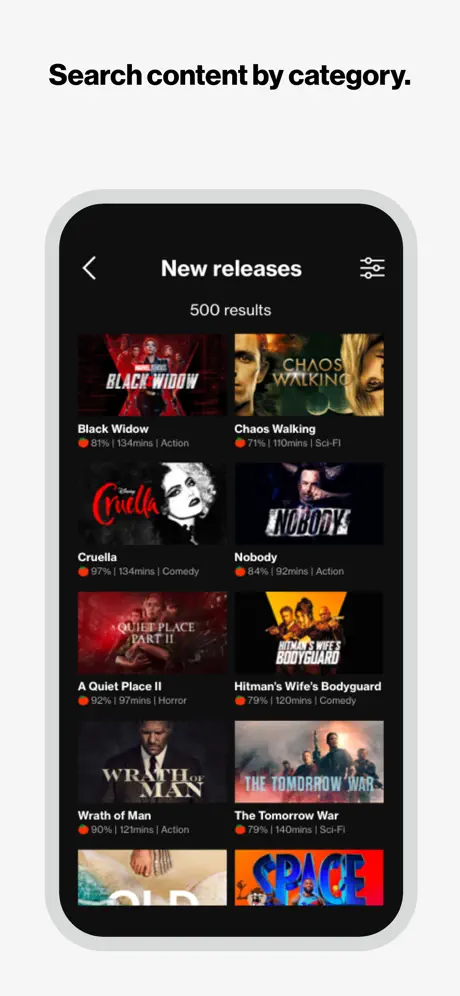 Search content by category.
New releases
500 results
MARVEL STUDIOS
BLACK WIDOW
CHAOS
WALKING
Black Widow
81% | 134mins | Action
Chaos Walking
71% | 110mins | Sci-FI
Disney
Cruella
NOBODY
Cruella
97% | 134mins | Comedy
Nobody
84% | 92mins | Action
A QUIET PLACE
PART II
HITMAN'S WIFE'S
BODYGUARD
A Quiet Place II
92% | 97mins | Horror
Hitman's Wife's Bodyguard
79% | 120mins | Comedy
WRATH OF
MAN
THE TOMORROW WAR
Wrath of Man
90% | 121mins | Action
The Tomorrow War
79% | 140mins | Sci-Fi
OLD
SPACE